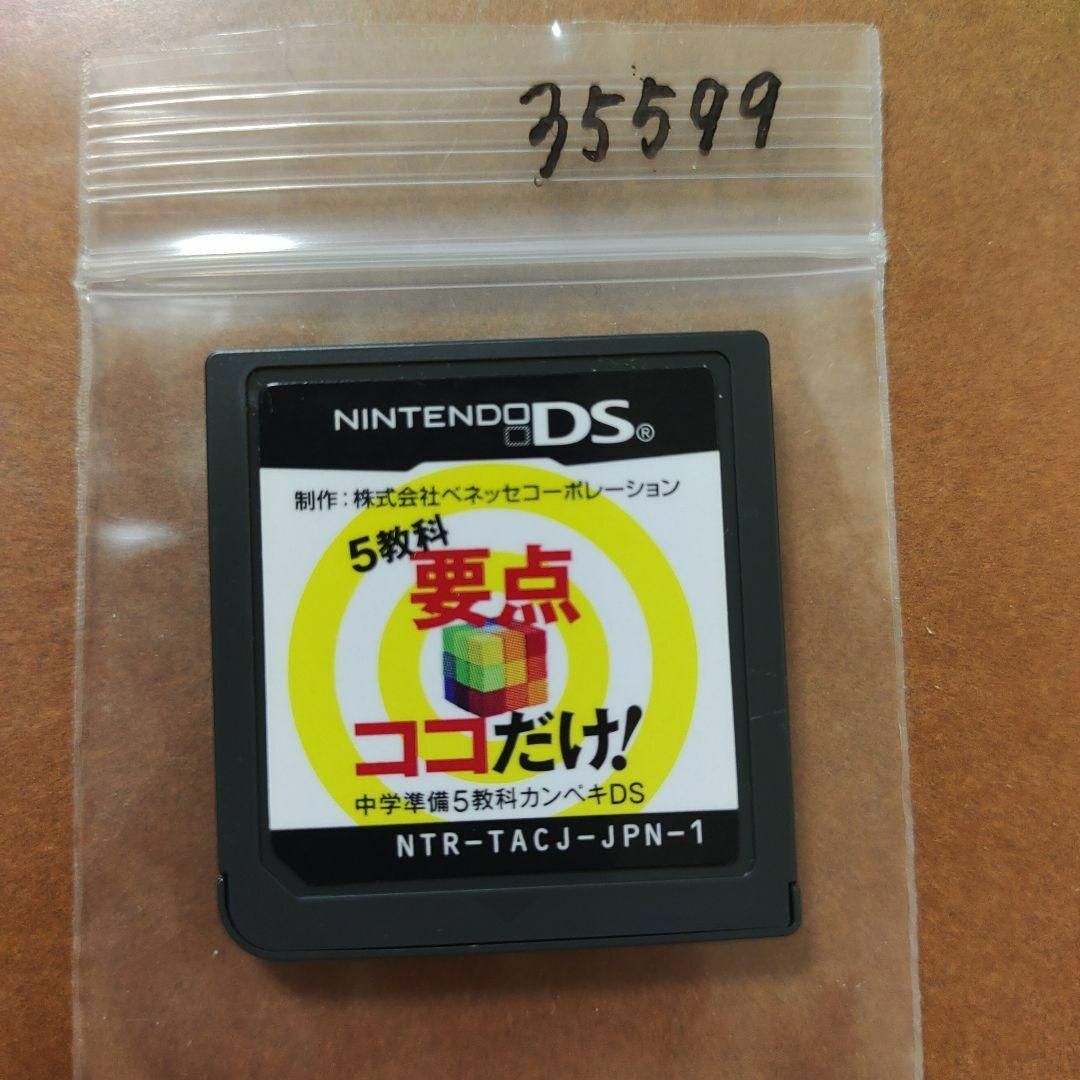 35599
NINTENDO DS®
制作：株式会社ベネッセコーポレーション
5教科
要点
ココだけ!
中学準備5教科カンペキDS
NTR-TACJ-JPN-1